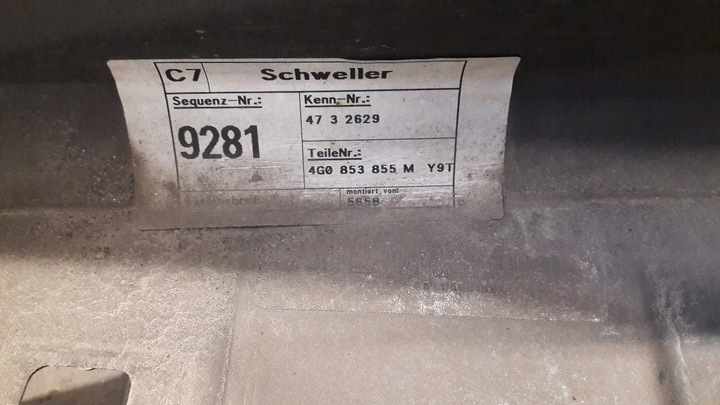 C7 Schweller
Sequenz-Nr.: Kenn-Nr.:
9281 47 3 2629
TeileNr.:
4G0 853 855 M Y9T
montiert von:
5658